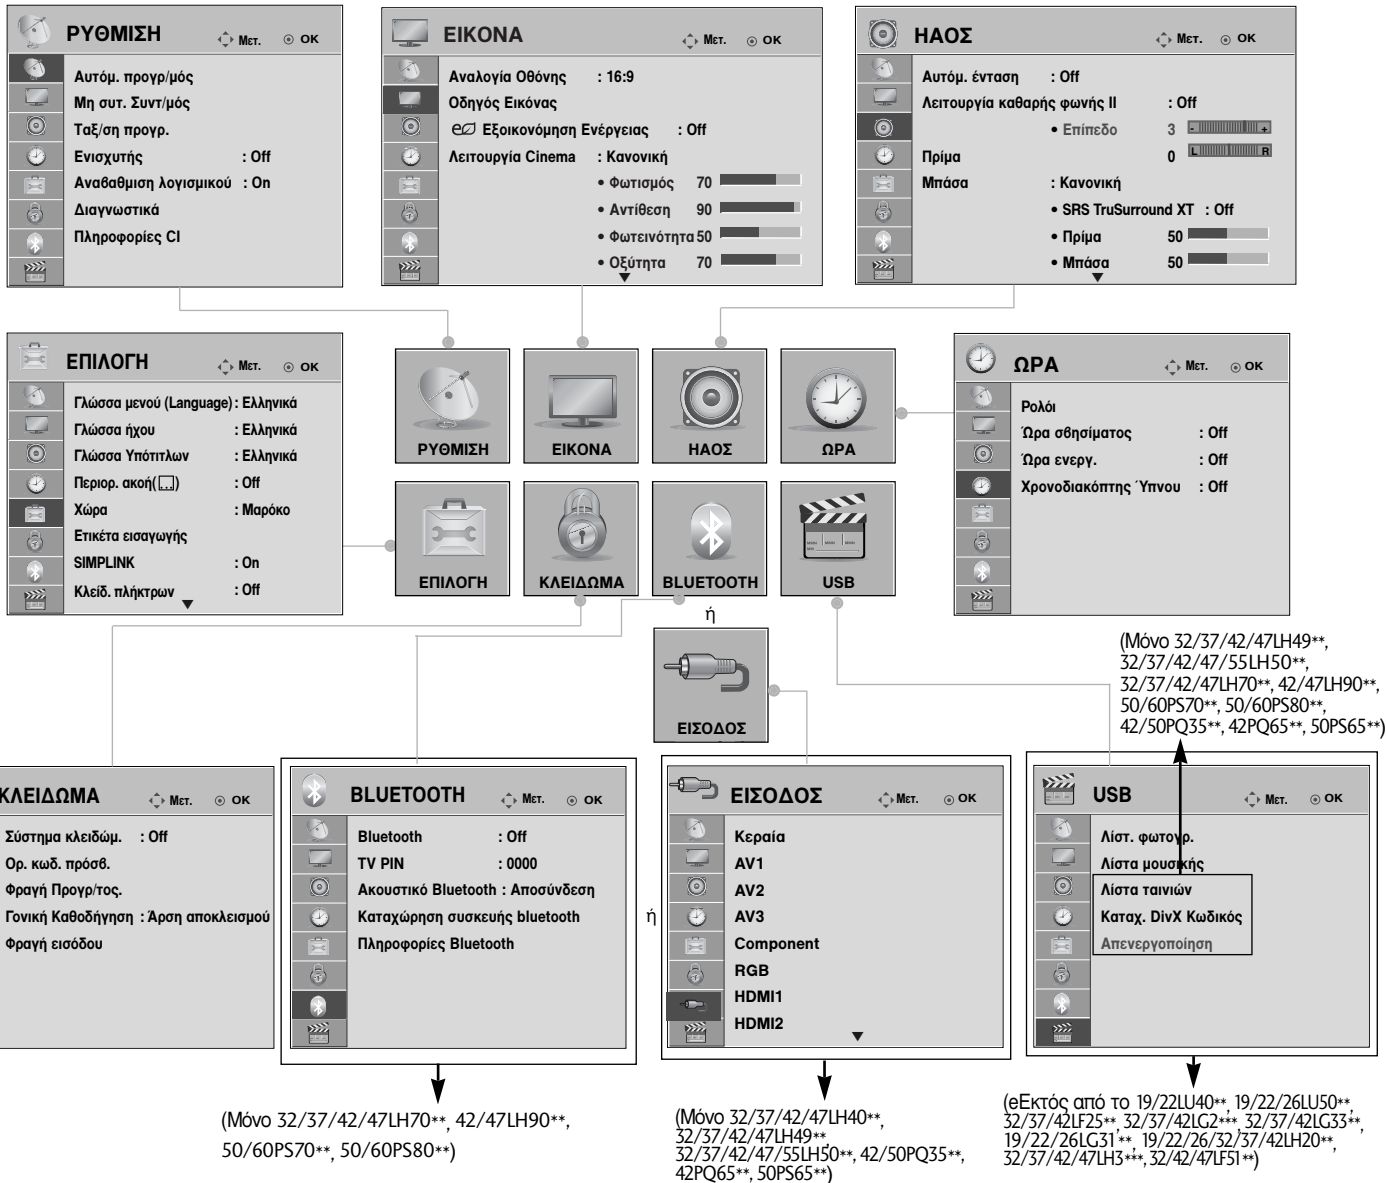 ΡΥΘΜΙΣΗ Μετ. OK
Αυτόμ. προγρ/μός
Μη συτ. Συντ/μός
Ταξ/ση προγρ.
Ενισχυτής : Off
Αναβαθμιση λογισμικού : On
Διαγνωστικά
Πληροφορίες CI
ΕΙΚΟΝΑ Μετ. OK
Αναλογία Οθόνης : 16:9
Οδηγός Εικόνας
Εξοικονόμηση Ενέργειας : Off
Λειτουργία Cinema : Κανονική
• Φωτισμός 70
• Αντίθεση 90
• Φωτεινότητα 50
• Οξύτητα 70
ΗΑΟΣ Μετ. OK
Αυτόμ. ένταση : Off
Λειτουργία καθαρής φωνής II : Off
• Επίπεδο 3 - +
Πρίμα 0 L R
Μπάσα : Κανονική
• SRS TruSurround XT : Off
• Πρίμα 50
• Μπάσα 50
ΕΠΙΛΟΓΗ Μετ. OK
Γλώσσα μενού (Language) : Ελληνικά
Γλώσσα ήχου : Ελληνικά
Γλώσσα Υπότιτλων : Ελληνικά
Περιορ. ακοή(...) : Off
Χώρα : Μαρόκο
Ετικέτα εισαγωγής
SIMPLINK : On
Κλείδ. πλήκτρων : Off
ΡΥΘΜΙΣΗ
ΕΙΚΟΝΑ
ΗΑΟΣ
ΩΡΑ
ΕΠΙΛΟΓΗ
ΚΛΕΙΔΩΜΑ
BLUETOOTH
USB
ή
ΕΙΣΟΔΟΣ
ΩΡΑ Μετ. OK
Ρολόι
Ώρα σβησίματος : Off
Ώρα ενεργ. : Off
Χρονοδιακόπτης Ύπνου : Off
(Μόνο 32/37/42/47LH49**,
32/37/42/47/55LH50**,
32/37/42/47LH70**, 42/47LH90**,
50/60PS70**, 50/60PS80**,
42/50PQ35**, 42PQ65**, 50PS65**)
ΚΛΕΙΔΩΜΑ Μετ. OK
Σύστημα κλειδώμ. : Off
Ορ. κωδ. πρόσβ.
Φραγή Προγρ/τος.
Γονική Καθοδήγηση : Άρση αποκλεισμού
Φραγή εισόδου
BLUETOOTH Μετ. OK
Bluetooth : Off
TV PIN : 0000
Ακουστικό Bluetooth : Αποσύνδεση
Καταχώρηση συσκευής bluetooth
Πληροφορίες Bluetooth
ή
ΕΙΣΟΔΟΣ Μετ. OK
Κεραία
AV1
AV2
AV3
Component
RGB
HDMI1
HDMI2
USB Μετ. OK
Λίστ. φωτογρ.
Λίστα μουσικής
Λίστα ταινιών
Καταχ. DivX Κωδικός
Απενεργοποίηση
(Μόνο 32/37/42/47LH70**, 42/47LH90**,
50/60PS70**, 50/60PS80**)
(Μόνο 32/37/42/47LH40**,
32/37/42/47LH49**,
32/37/42/47/55LH50**, 42/50PQ35**,
42PQ65**, 50PS65**)
(eΕκτός από το 19/22LU40**, 19/22/26LU50**,
32/37/42LF25**, 32/37/42LG2***, 32/37/42LG33**,
19/22/26LG31**, 19/22/26/32/37/42LH20**,
32/37/42/47LH3***, 32/42/47LF51**)